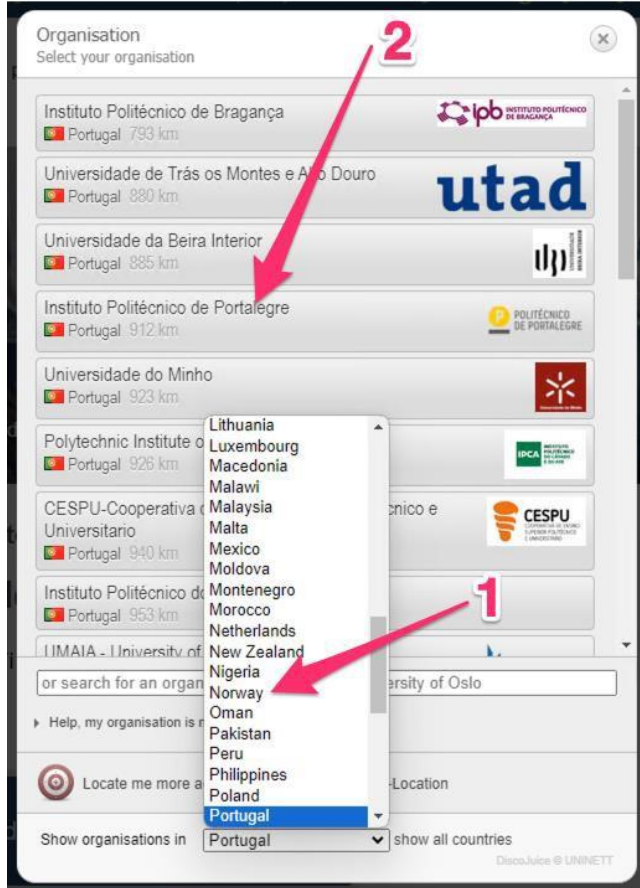 Organisation
Select your organisation
2
Instituto Politécnico de Bragança
Portugal 793 km
ipb INSTITUTO POLITÉCNICO
DE BRAGANÇA
Universidade de Trás os Montes e Alto Douro
Portugal 880 km
utad
Universidade da Beira Interior
Portugal 885 km
Instituto Politécnico de Portalegre
Portugal 912 km
POLITÉCNICO
DE PORTALEGRE
Universidade do Minho
Portugal 923 km
Polytechnic Institute o
Portugal 926 km
IPCA
CESPU-Cooperativa
cnico e
Universitario
Portugal 940 km
CESPU
Instituto Politécnico do
Portugal 953 km
UMAIA - University of
1
Lithuania
Luxembourg
Macedonia
Malawi
Malaysia
Malta
Mexico
Moldova
Montenegro
Morocco
Netherlands
New Zealand
Nigeria
Norway
Oman
Pakistan
Peru
Philippines
Poland
Portugal
or search for an organ
ersity of Oslo
Help, my organisation is
Locate me more a
-Location
Show organisations in Portugal show all countries
DiscoJuice © UNINETT